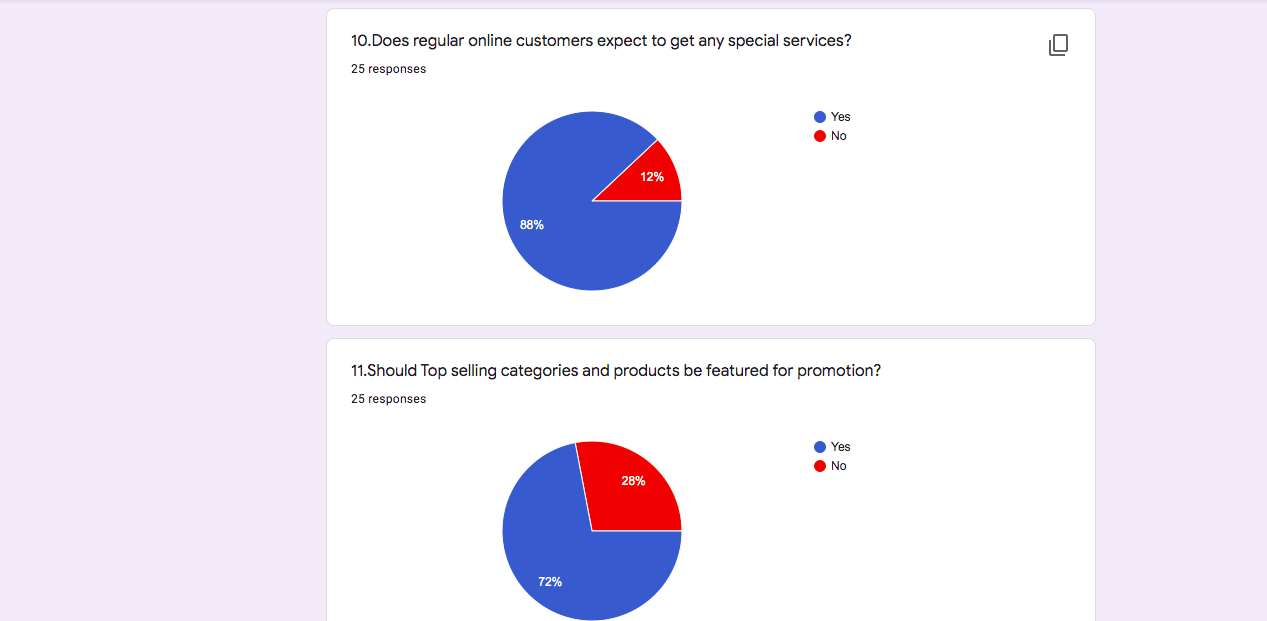 10.Does regular online customers expect to get any special services?
25 responses
Yes
No
12%
88%
11.Should Top selling categories and products be featured for promotion?
25 responses
Yes
No
28%
72%